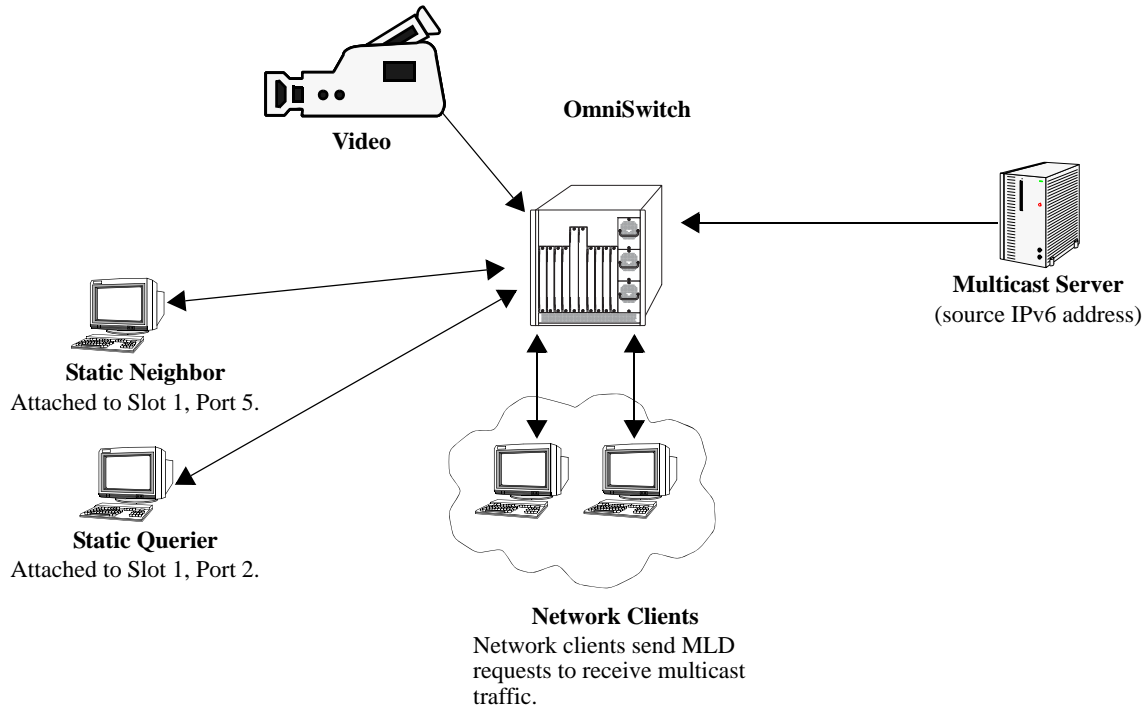 OmniSwitch
Video
Multicast Server
(source IPv6 address)
Static Neighbor
Attached to Slot 1, Port 5.
Static Querier
Attached to Slot 1, Port 2.
Network Clients
Network clients send MLD
requests to receive multicast
traffic.